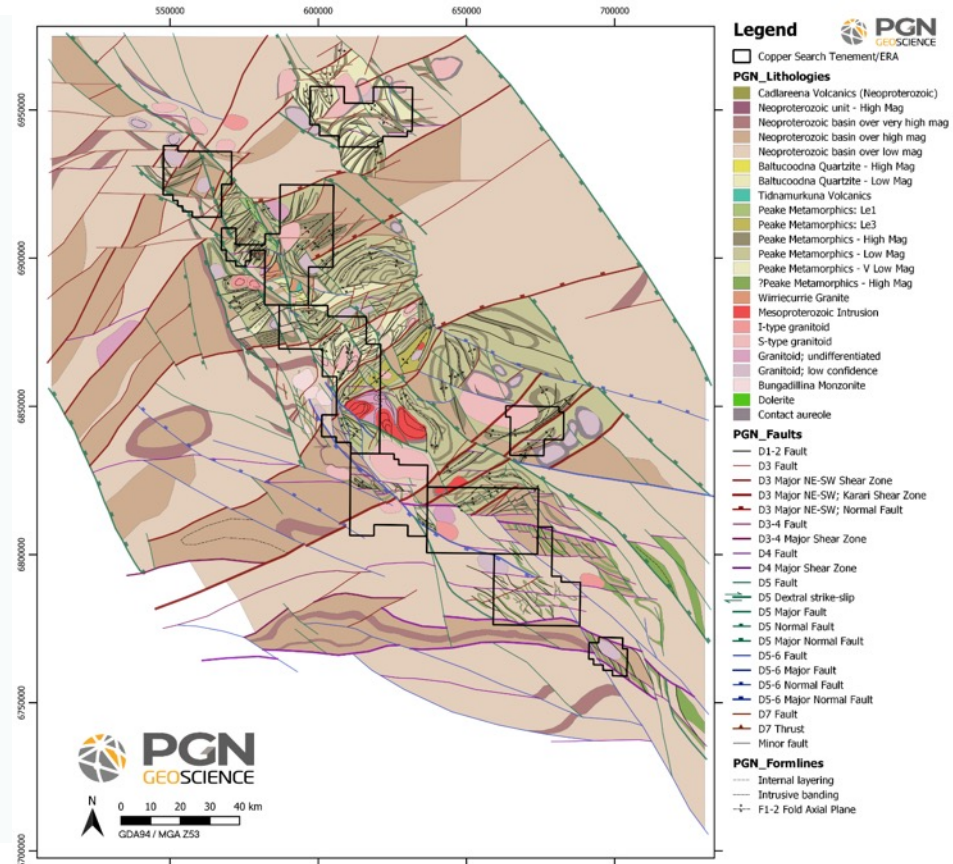 550000 600000 650000 700000
6950000
6900000
6850000
6800000
6750000
6700000
Legend
PGN
GEOSCIENCE
Copper Search Tenement/ERA
PGN_Lithologies
Cadlareena Volcanics (Neoproterozoic)
Neoproterozoic unit - High Mag
Neoproterozoic basin over very high mag
Neoproterozoic basin over high mag
Neoproterozoic basin over low mag
Baltucoodna Quartzite - High Mag
Baltucoodna Quartzite - Low Mag
Tidnamurkuna Volcanics
Peake Metamorphics: Le1
Peake Metamorphics: Le3
Peake Metamorphics - High Mag
Peake Metamorphics - Low Mag
Peake Metamorphics - V Low Mag
?Peake Metamorphics - High Mag
Wirriecurrie Granite
Mesoproterozoic Intrusion
I-type granitoid
S-type granitoid
Granitoid; undifferentiated
Granitoid; low confidence
Bungadillina Monzonite
Dolerite
Contact aureole
PGN_Faults
D1-2 Fault
D3 Fault
D3 Major NE-SW Shear Zone
D3 Major NE-SW; Karari Shear Zone
D3 Major NE-SW; Normal Fault
D3-4 Fault
D3-4 Major Shear Zone
D4 Fault
D4 Major Shear Zone
D5 Fault
D5 Dextral strike-slip
D5 Major Fault
D5 Normal Fault
D5 Major Normal Fault
D5-6 Fault
D5-6 Major Fault
D5-6 Normal Fault
D5-6 Major Normal Fault
D7 Fault
D7 Thrust
Minor fault
PGN_Formlines
Internal layering
Intrusive banding
F1-2 Fold Axial Plane
PGN
GEOSCIENCE
N
0 10 20 30 40 km
GDA94 / MGA Z53